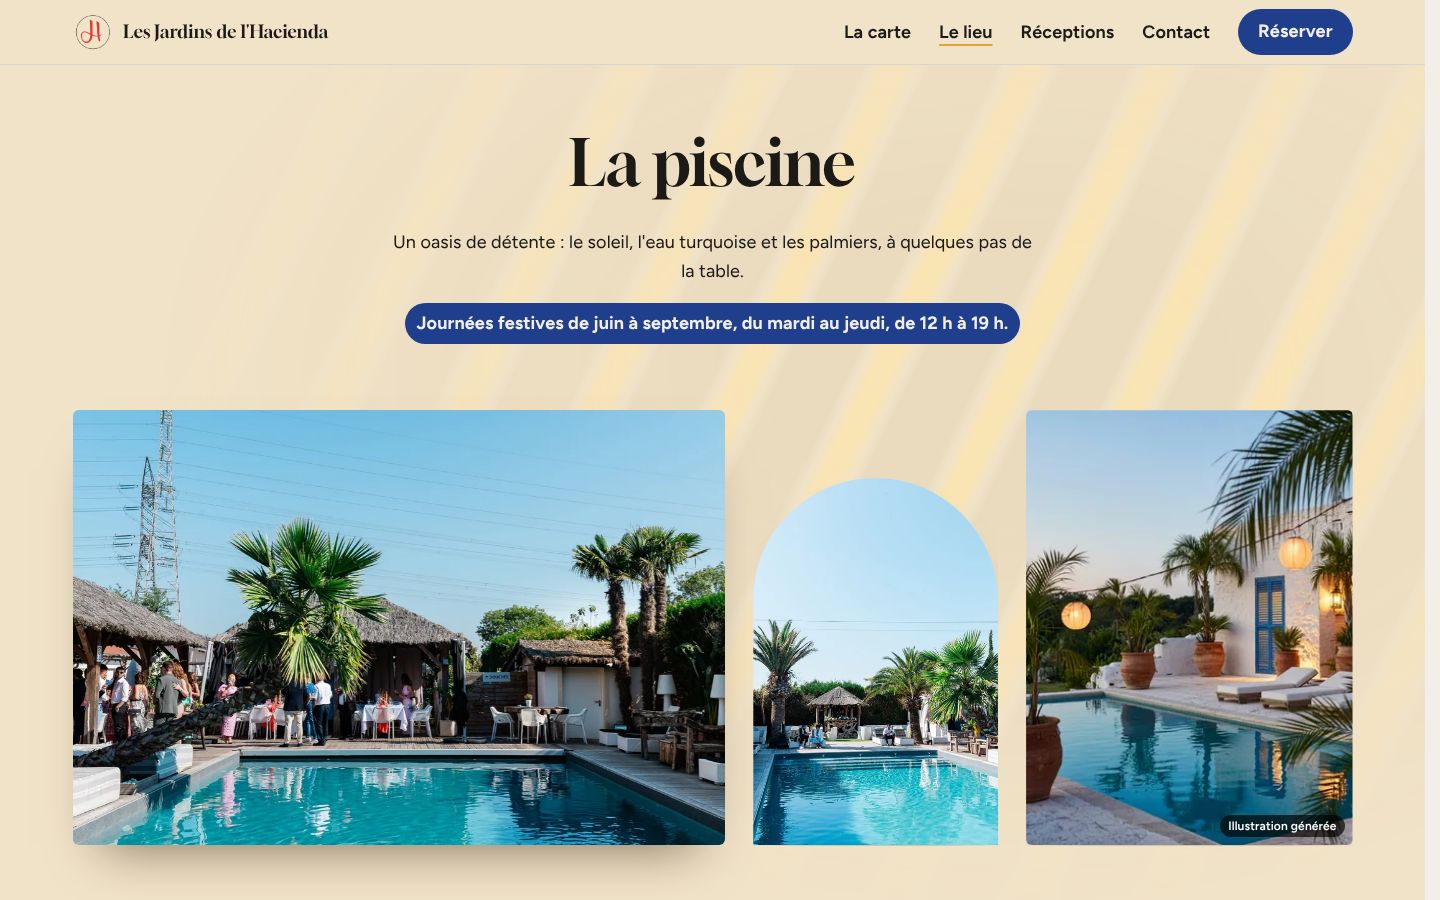 Les Jardins de l'Hacienda
La carte
Le lieu
Réceptions
Contact
Réserver
La piscine
Un oasis de détente : le soleil, l'eau turquoise et les palmiers, à quelques pas de
la table.
Journées festives de juin à septembre, du mardi au jeudi, de 12 h à 19 h.
Illustration générée